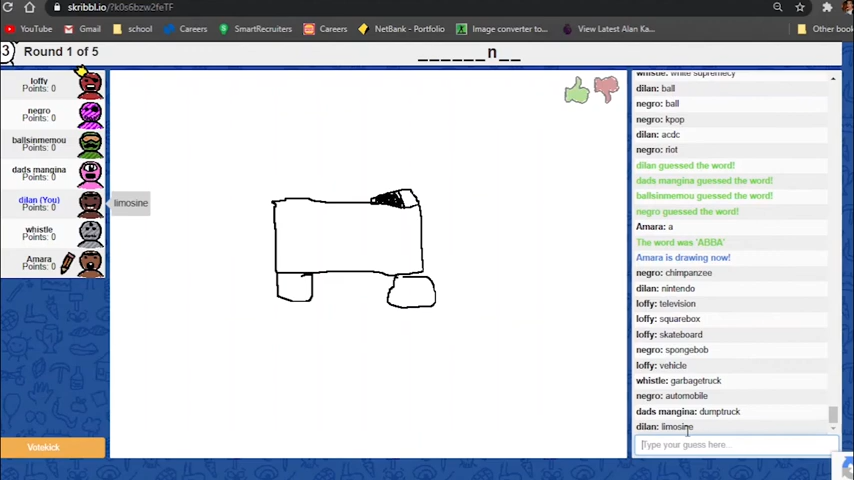 skribbl.io/?k0s6bzw2feTF
YouTube M Gmail school Careers SmartRecruiters Careers NetBank - Portfolio Image converter to... View Latest Alan Ka... Other book
3 Round 1 of 5
______n__
loffy
Points: 0
negro
Points: 0
ballsinmemou
Points: 0
dads mangina
Points: 0
dilan (You)
Points: 0
limosine
whistle
Points: 0
Amara
Points: 0
Votekick
whistle: white supremecy
dilan: ball
negro: ball
negro: kpop
dilan: acdc
negro: riot
dilan guessed the word!
dads mangina guessed the word!
ballsinmemou guessed the word!
negro guessed the word!
Amara: a
The word was 'ABBA'
Amara is drawing now!
negro: chimpanzee
dilan: nintendo
loffy: television
loffy: squarebox
loffy: skateboard
negro: spongebob
loffy: vehicle
whistle: garbagetruck
negro: automobile
dads mangina: dumptruck
dilan: limosine
Type your guess here...